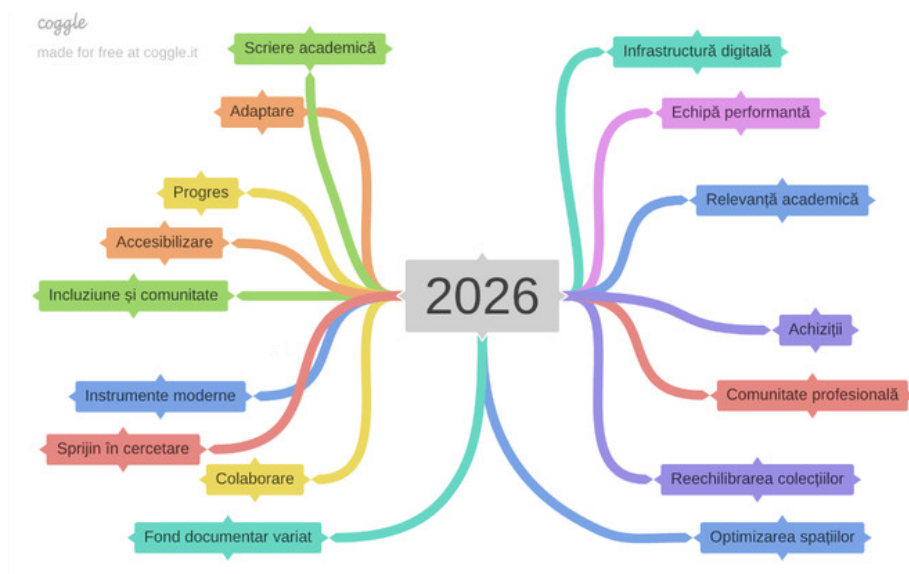 coggle
made for free at coggle.it
Scriere academică
Adaptare
Progres
Accesibilizare
Incluziune și comunitate
Instrumente moderne
Sprijin în cercetare
Colaborare
Fond documentar variat
2026
Infrastructură digitală
Echipă performantă
Relevanță academică
Achiziții
Comunitate profesională
Reechilibrarea colecțiilor
Optimizarea spațiilor